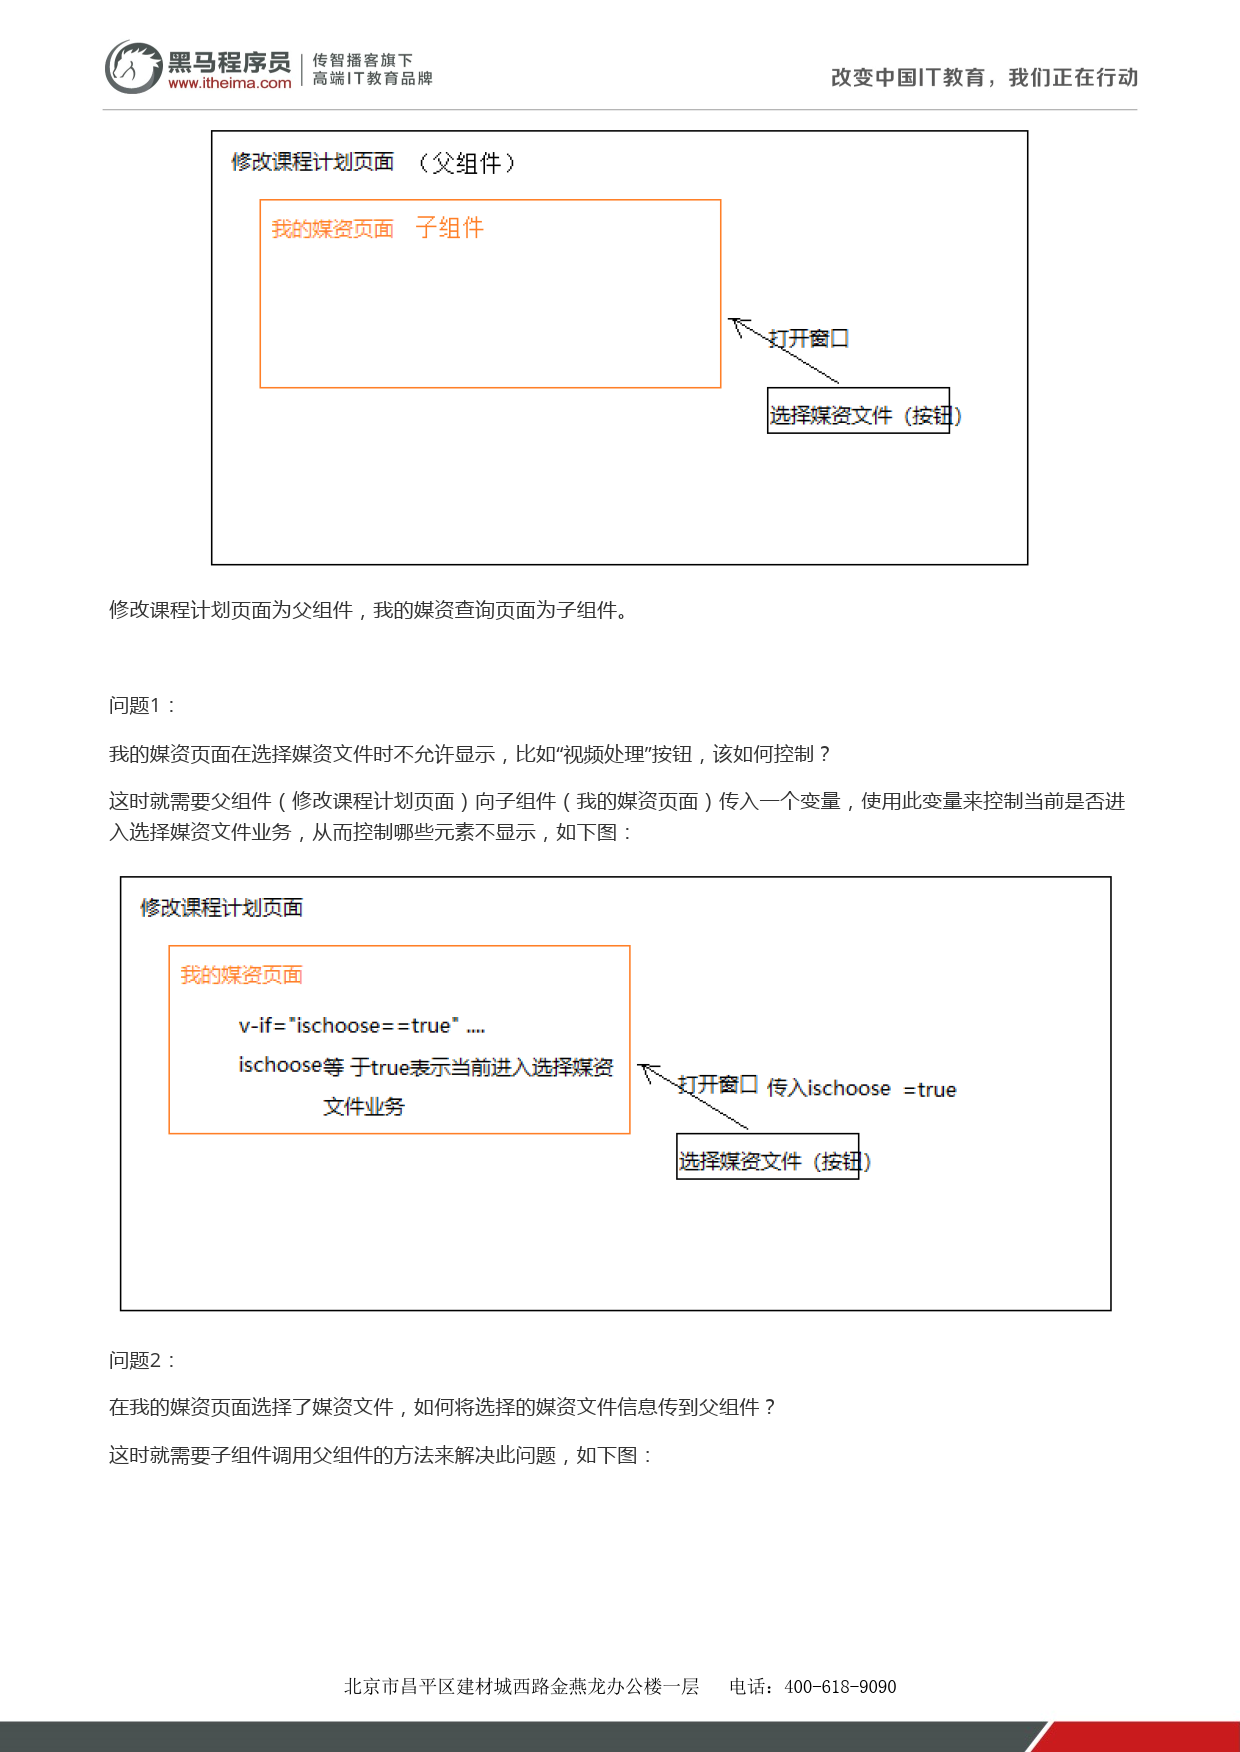 黑马程序员
www.itheima.com
传智播客旗下
高端IT教育品牌
改变中国IT教育，我们正在行动
修改课程计划页面 （父组件）
我的媒资页面 子组件
打开窗口
选择媒资文件（按钮）
修改课程计划页面为父组件，我的媒资查询页面为子组件。
问题1：
我的媒资页面在选择媒资文件时不允许显示，比如“视频处理”按钮，该如何控制？
这时就需要父组件（修改课程计划页面）向子组件（我的媒资页面）传入一个变量，使用此变量来控制当前是否进
入选择媒资文件业务，从而控制哪些元素不显示，如下图：
修改课程计划页面
我的媒资页面
v-if="ischoose==true" ....
ischoose等 于true表示当前进入选择媒资
文件业务
打开窗口 传入ischoose =true
选择媒资文件（按钮）
问题2：
在我的媒资页面选择了媒资文件，如何将选择的媒资文件信息传到父组件？
这时就需要子组件调用父组件的方法来解决此问题，如下图：
北京市昌平区建材城西路金燕龙办公楼一层 电话：400-618-9090